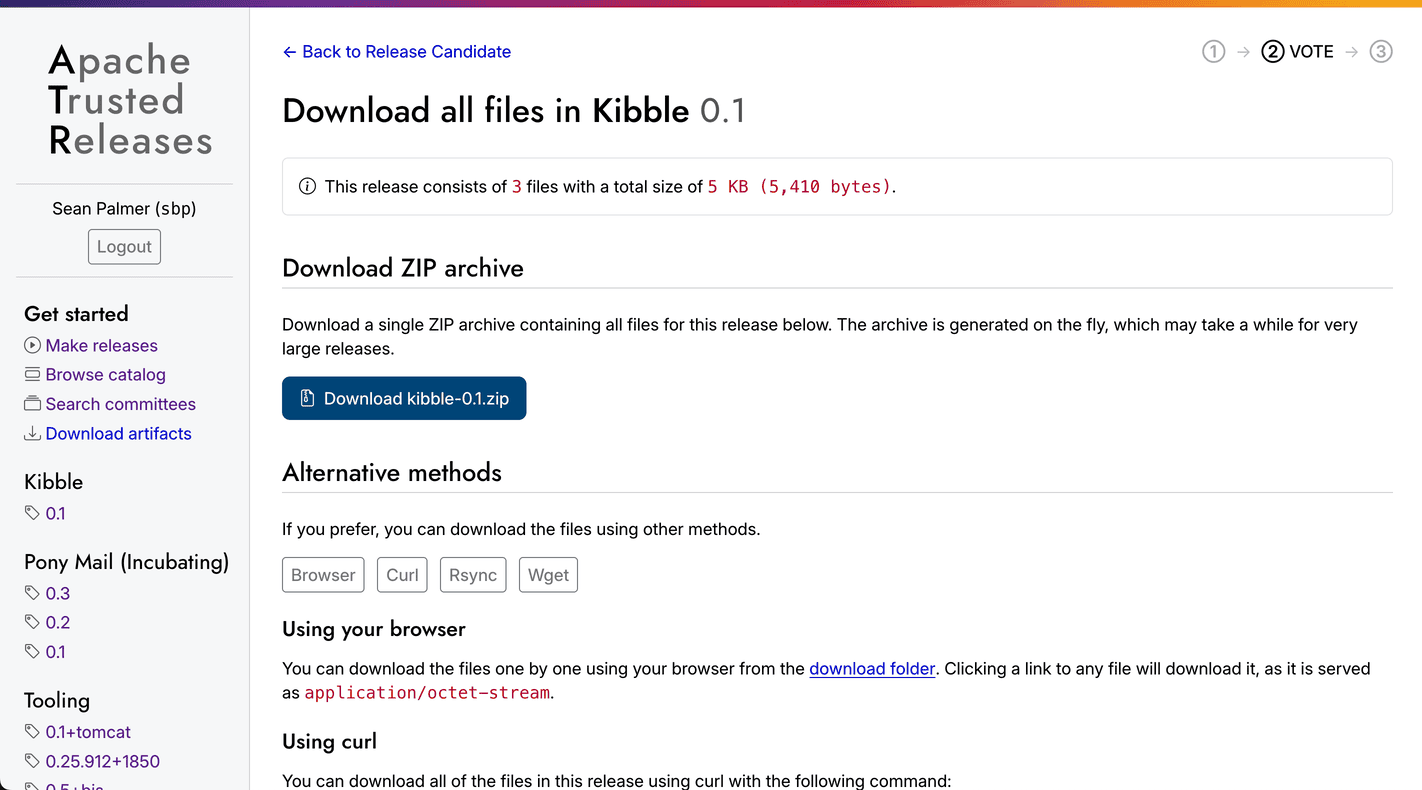 Apache
Trusted
Releases
Sean Palmer (sbp)
Logout
Get started
Make releases
Browse catalog
Search committees
Download artifacts
Kibble
0.1
Pony Mail (Incubating)
0.3
0.2
0.1
Tooling
0.1+tomcat
0.25.912+1850
← Back to Release Candidate
1 → 2 VOTE → 3
Download all files in Kibble 0.1
This release consists of 3 files with a total size of 5 KB (5,410 bytes).
Download ZIP archive
Download a single ZIP archive containing all files for this release below. The archive is generated on the fly, which may take a while for very
large releases.
Download kibble-0.1.zip
Alternative methods
If you prefer, you can download the files using other methods.
Browser Curl Rsync Wget
Using your browser
You can download the files one by one using your browser from the download folder. Clicking a link to any file will download it, as it is served
as application/octet-stream.
Using curl
You can download all of the files in this release using curl with the following command: